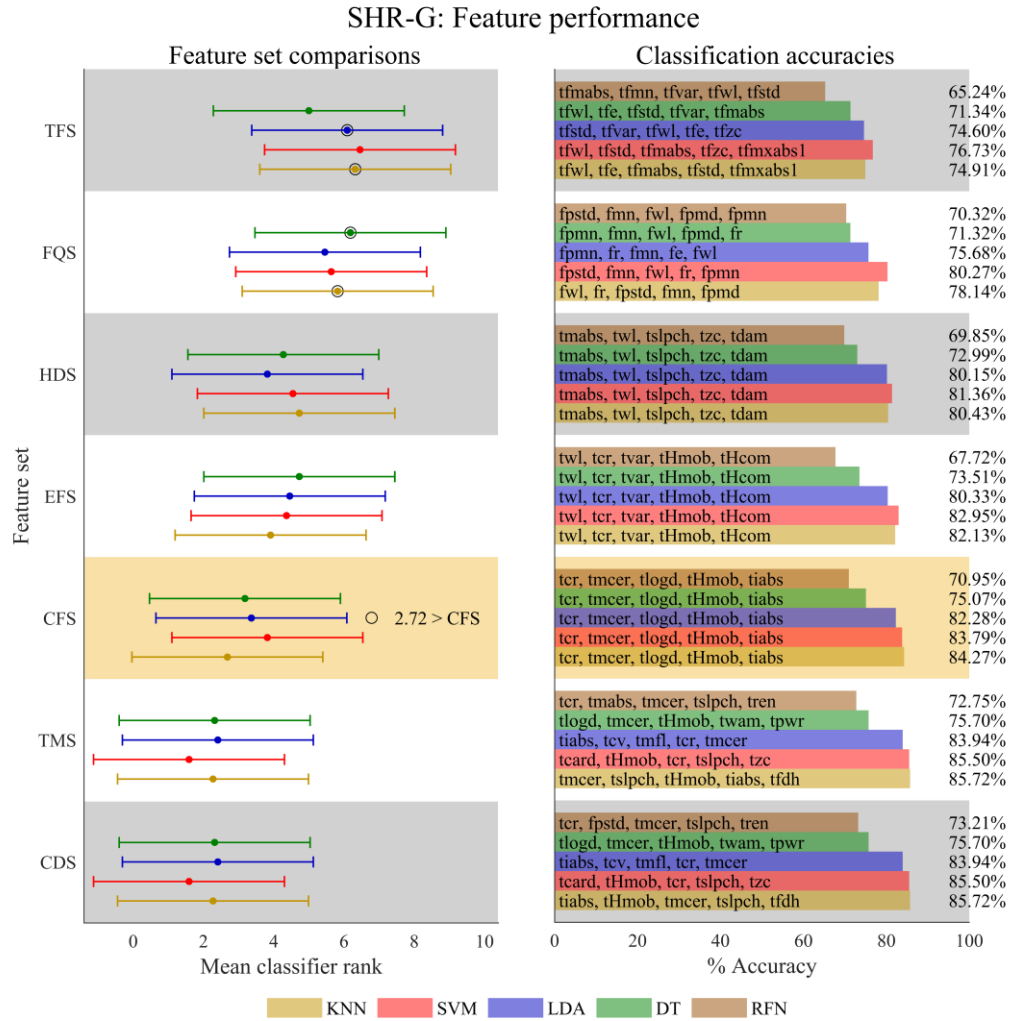 SHR-G: Feature performance
Feature set comparisons
Classification accuracies
Feature set
TFS
tfmabs, tfmn, tfvar, tfwl, tfstd 65.24%
tfwl, tfe, tfstd, tfvar, tfmabs 71.34%
tfstd, tfvar, tfwl, tfe, tfzc 74.60%
tfwl, tfstd, tfmabs, tfzc, tfmxabs1 76.73%
tfwl, tfe, tfmabs, tfstd, tfmxabs1 74.91%
FQS
fpstd, fmn, fwl, fpmd, fpmn 70.32%
fpmn, fmn, fwl, fpmd, fr 71.32%
fpmn, fr, fmn, fe, fwl 75.68%
fpstd, fmn, fwl, fr, fpmn 80.27%
fwl, fr, fpstd, fmn, fpmd 78.14%
HDS
tmabs, twl, tslpch, tzc, tdam 69.85%
tmabs, twl, tslpch, tzc, tdam 72.99%
tmabs, twl, tslpch, tzc, tdam 80.15%
tmabs, twl, tslpch, tzc, tdam 81.36%
tmabs, twl, tslpch, tzc, tdam 80.43%
EFS
twl, tcr, tvar, tHmob, tHcom 67.72%
twl, tcr, tvar, tHmob, tHcom 73.51%
twl, tcr, tvar, tHmob, tHcom 80.33%
twl, tcr, tvar, tHmob, tHcom 82.95%
twl, tcr, tvar, tHmob, tHcom 82.13%
CFS
2.72 > CFS
tcr, tmcer, tlogd, tHmob, tiabs 70.95%
tcr, tmcer, tlogd, tHmob, tiabs 75.07%
tcr, tmcer, tlogd, tHmob, tiabs 82.28%
tcr, tmcer, tlogd, tHmob, tiabs 83.79%
tcr, tmcer, tlogd, tHmob, tiabs 84.27%
TMS
tcr, tmabs, tmcer, tslpch, tren 72.75%
tlogd, tmcer, tHmob, twam, tpwr 75.70%
tiabs, tcv, tmfl, tcr, tmcer 83.94%
tcard, tHmob, tcr, tslpch, tzc 85.50%
tmcer, tslpch, tHmob, tiabs, tfdh 85.72%
CDS
tcr, fpstd, tmcer, tslpch, tren 73.21%
tlogd, tmcer, tHmob, twam, tpwr 75.70%
tiabs, tcv, tmfl, tcr, tmcer 83.94%
tcard, tHmob, tcr, tslpch, tzc 85.50%
tiabs, tHmob, tmcer, tslpch, tfdh 85.72%
0 2 4 6 8 10
Mean classifier rank
0 20 40 60 80 100
% Accuracy
KNN SVM LDA DT RFN